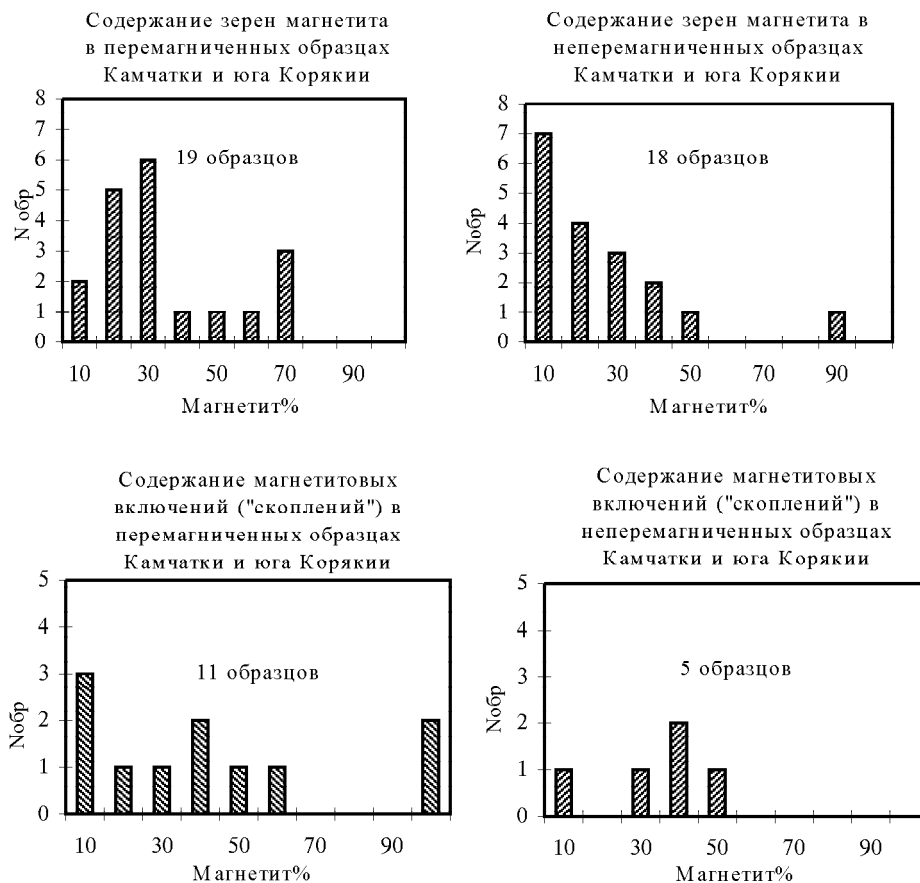 Содержание зерен магнетита
в перемагниченных образцах
Камчатки и юга Корякии
8
7
6
5
4
3
2
1
0
N обр
19 образцов
10 30 50 70 90
Магнетит%
Содержание зерен магнетита в
неперемагниченных образцах
Камчатки и юга Корякии
8
7
6
5
4
3
2
1
0
Nобр
18 образцов
10 30 50 70 90
Магнетит%
Содержание магнетитовых
включений ("скоплений") в
перемагниченных образцах
Камчатки и юга Корякии
5
4
3
2
1
0
Nобр
11 образцов
10 30 50 70 90
Магнетит%
Содержание магнетитовых
включений ("скоплений") в
неперемагниченных образцах
Камчатки и юга Корякии
5
4
3
2
1
0
Nобр
5 образцов
10 30 50 70 90
Магнетит%